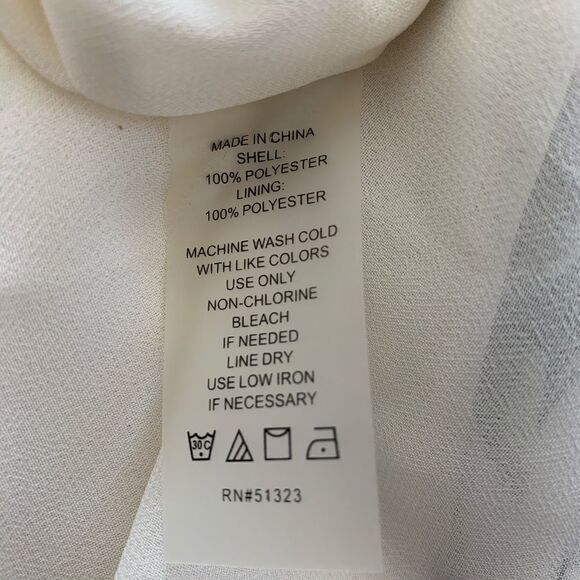 MADE IN CHINA
SHELL:
100% POLYESTER
LINING:
100% POLYESTER
MACHINE WASH COLD
WITH LIKE COLORS
USE ONLY
NON-CHLORINE
BLEACH
IF NEEDED
LINE DRY
USE LOW IRON
IF NECESSARY
30C
RN#51323